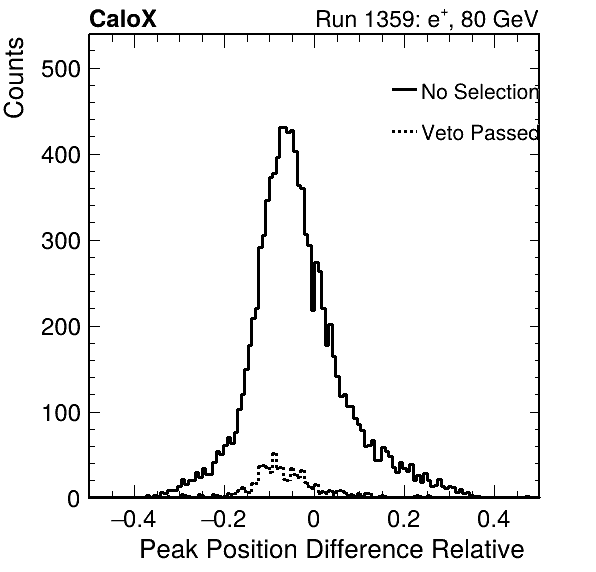 CaloX Run 1359: e⁺, 80 GeV
Counts
500
400
300
200
100
0
No Selection
Veto Passed
−0.4 −0.2 0 0.2 0.4
Peak Position Difference Relative